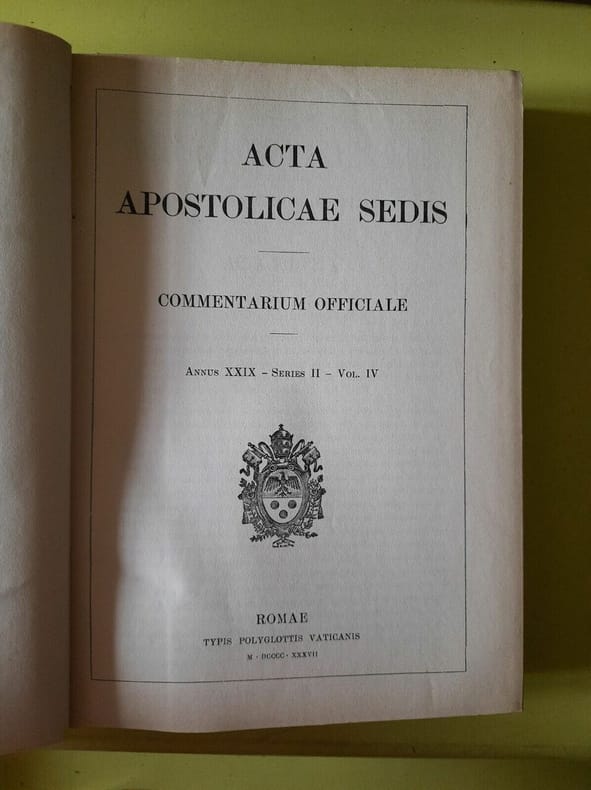 ACTA
APOSTOLICAE SEDIS
COMMENTARIUM OFFICIALE
Annus XXIX – Series II – Vol. IV
ROMAE
TYPIS POLYGLOTTIS VATICANIS
M · DCCCC · XXXVII